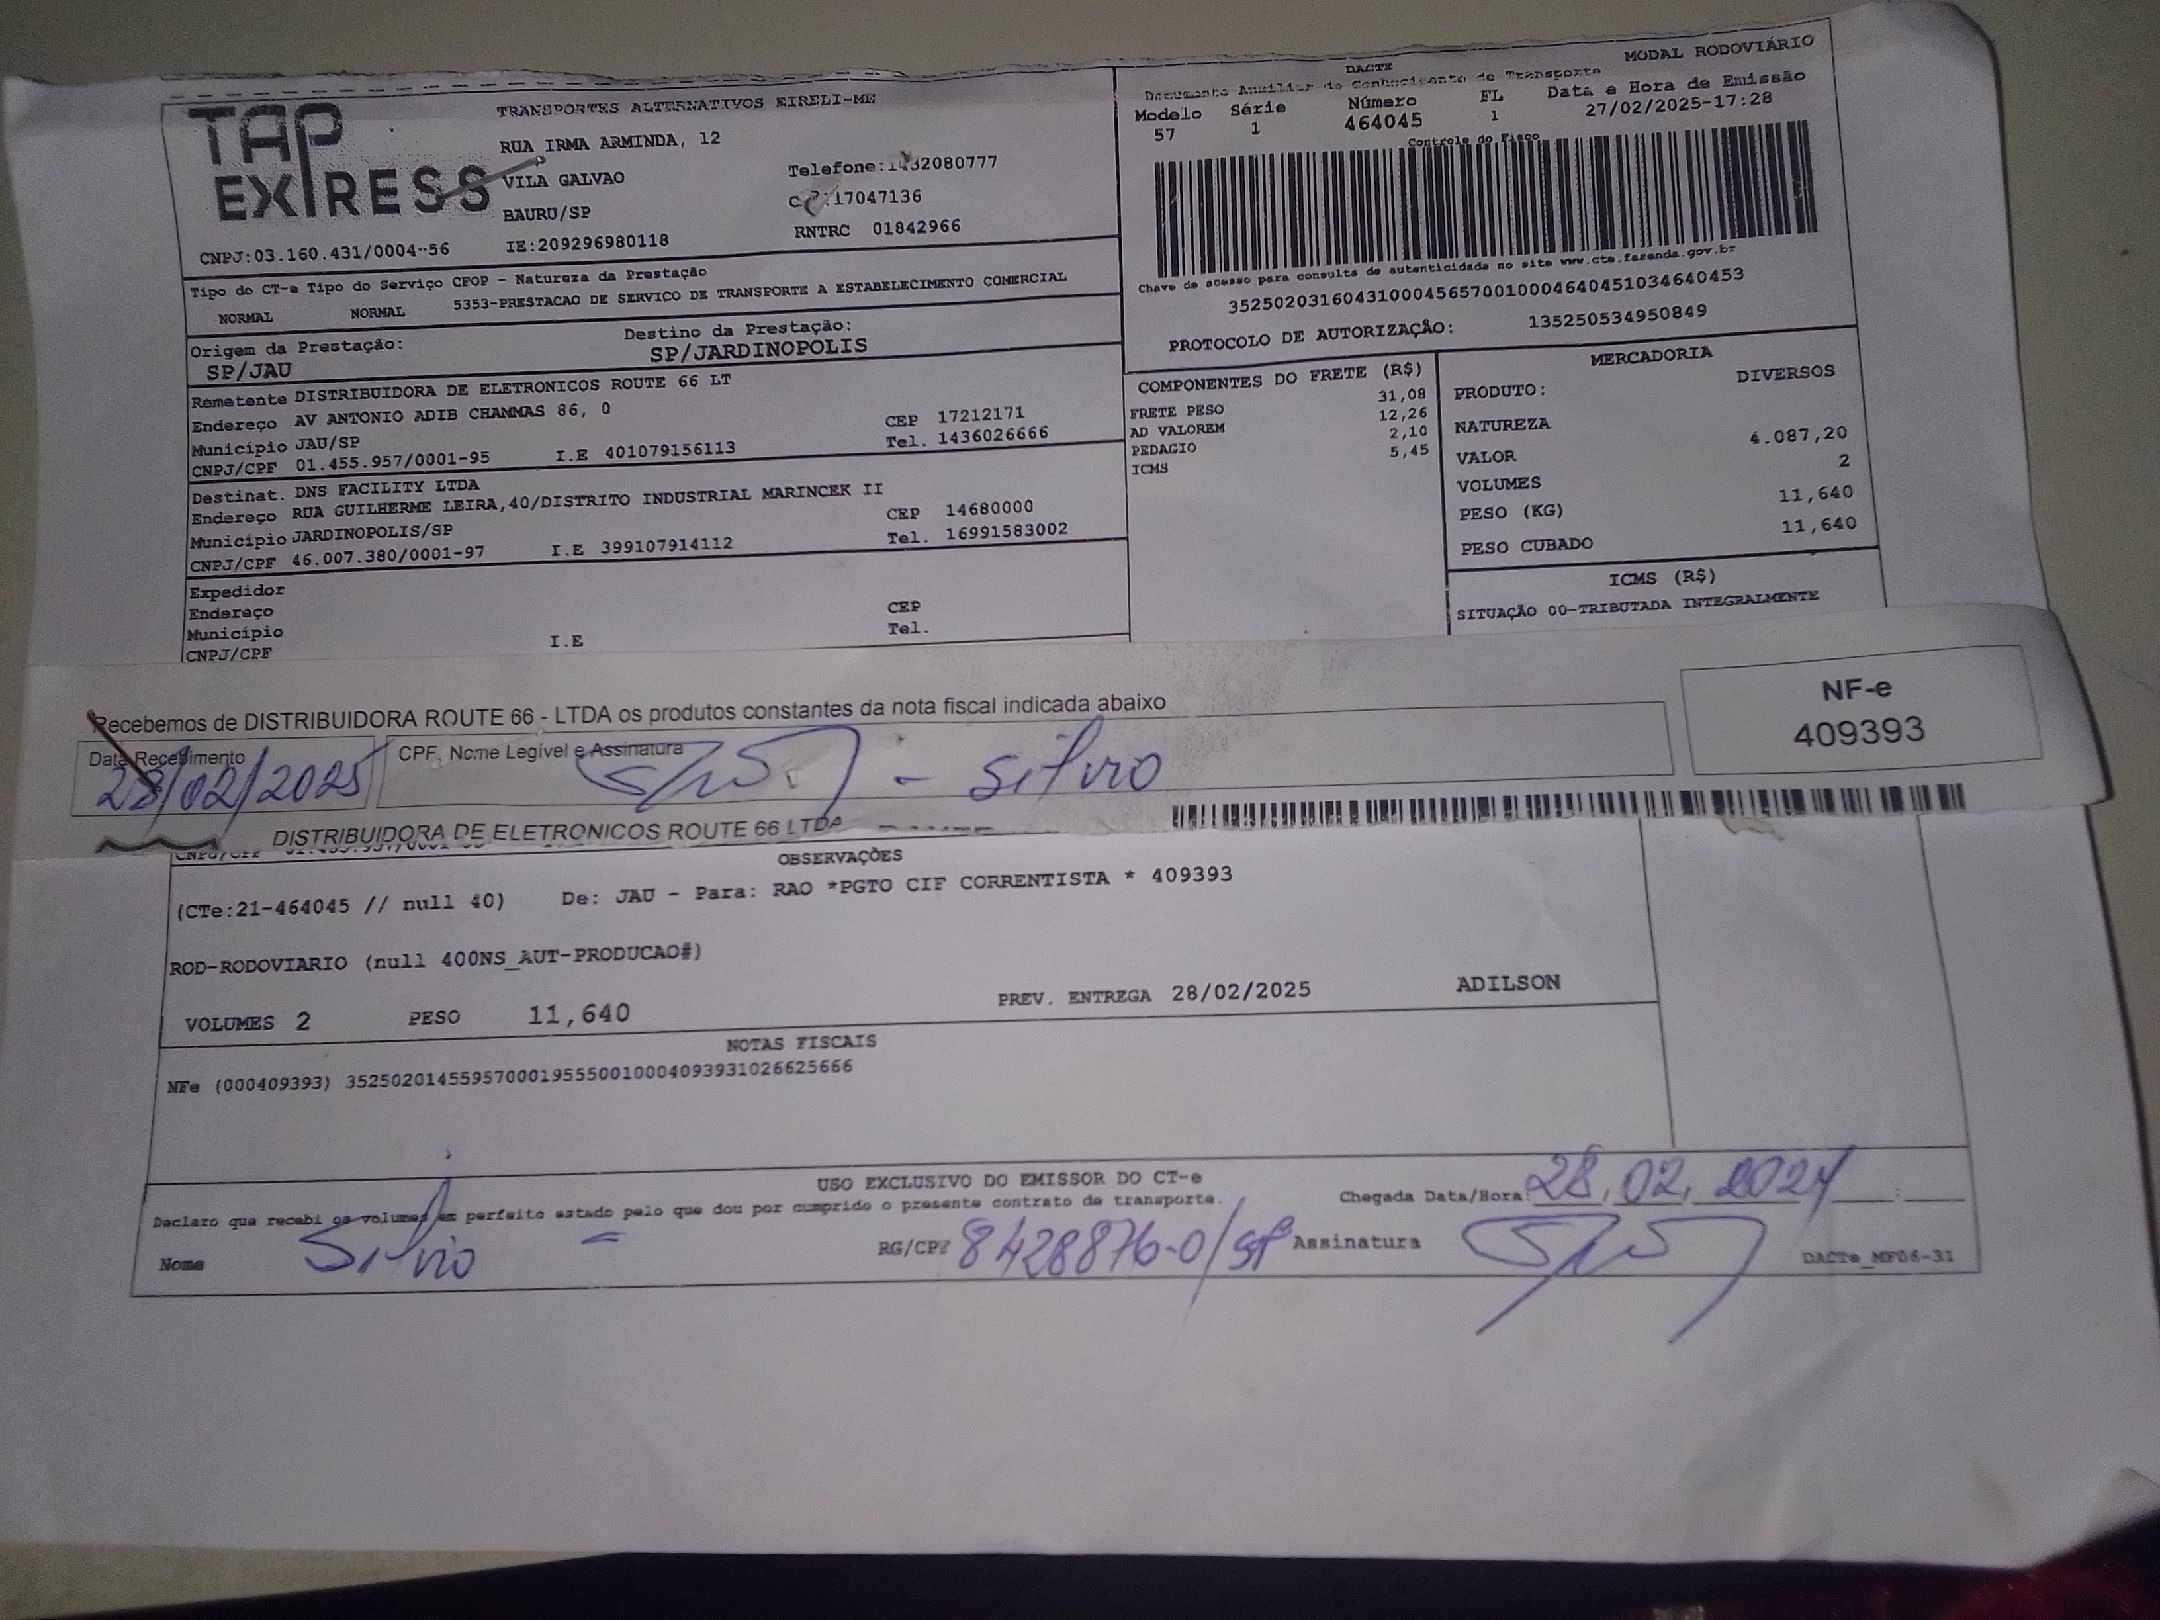 TAP EXPRESS
TRANSPORTES ALTERNATIVOS EIRELI-ME
RUA IRMA ARMINDA, 12
VILA GALVAO
Telefone:1432080777
BAURU/SP
17047136
CNPJ:03.160.431/0004-56
IE:209296980118
RNTRC 01842966
DACTE
MODAL RODOVIÁRIO
Documento Auxiliar do Conhecimento de Transporte
Modelo Série Número FL Data e Hora de Emissão
57 1 464045 1 27/02/2025-17:28
Controle do Fisco
Chave de acesso para consulta de autenticidade no site www.cte.fazenda.gov.br
35250203160431000456570010004640451034640453
PROTOCOLO DE AUTORIZAÇÃO: 135250534950849
Tipo do CT-e Tipo do Serviço CFOP - Natureza da Prestação
NORMAL NORMAL 5353-PRESTACAO DE SERVICO DE TRANSPORTE A ESTABELECIMENTO COMERCIAL
Origem da Prestação: Destino da Prestação:
SP/JAU SP/JARDINOPOLIS
Remetente DISTRIBUIDORA DE ELETRONICOS ROUTE 66 LT
Endereço AV ANTONIO ADIB CHAMMAS 86, 0 CEP 17212171
Município JAU/SP Tel. 1436026666
CNPJ/CPF 01.455.957/0001-95 I.E 401079156113
Destinat. DNS FACILITY LTDA
Endereço RUA GUILHERME LEIRA,40/DISTRITO INDUSTRIAL MARINCEK II
Município JARDINOPOLIS/SP CEP 14680000
CNPJ/CPF 46.007.380/0001-97 I.E 399107914112 Tel. 16991583002
Expedidor
Endereço CEP
Município Tel.
CNPJ/CPF I.E
COMPONENTES DO FRETE (R$)
FRETE PESO 31,08
AD VALOREM 12,26
PEDAGIO 2,10
ICMS 5,45
MERCADORIA
PRODUTO: DIVERSOS
NATUREZA
VALOR 4.087,20
VOLUMES 2
PESO (KG) 11,640
PESO CUBADO 11,640
ICMS (R$)
SITUAÇÃO 00-TRIBUTADA INTEGRALMENTE
Recebemos de DISTRIBUIDORA ROUTE 66 - LTDA os produtos constantes da nota fiscal indicada abaixo
NF-e
409393
Data Recebimento CPF, Nome Legível e Assinatura
28/02/2025 - Silvio
DISTRIBUIDORA DE ELETRONICOS ROUTE 66 LTDA
OBSERVAÇÕES
(CTe:21-464045 // null 40) De: JAU - Para: RAO *PGTO CIF CORRENTISTA * 409393
ROD-RODOVIARIO (null 400NS_AUT-PRODUCAO#)
VOLUMES 2 PESO 11,640 PREV. ENTREGA 28/02/2025 ADILSON
NOTAS FISCAIS
NFe (000409393) 35250201455957000195550010004093931026625666
USO EXCLUSIVO DO EMISSOR DO CT-e
Declaro que recebi os volumes em perfeito estado pelo que dou por cumprido o presente contrato de transporte.
Chegada Data/Hora: 28, 02, 2024 :
Nome Silvio - RG/CPF 8428876-0/SP Assinatura
DACTe_MF06-31